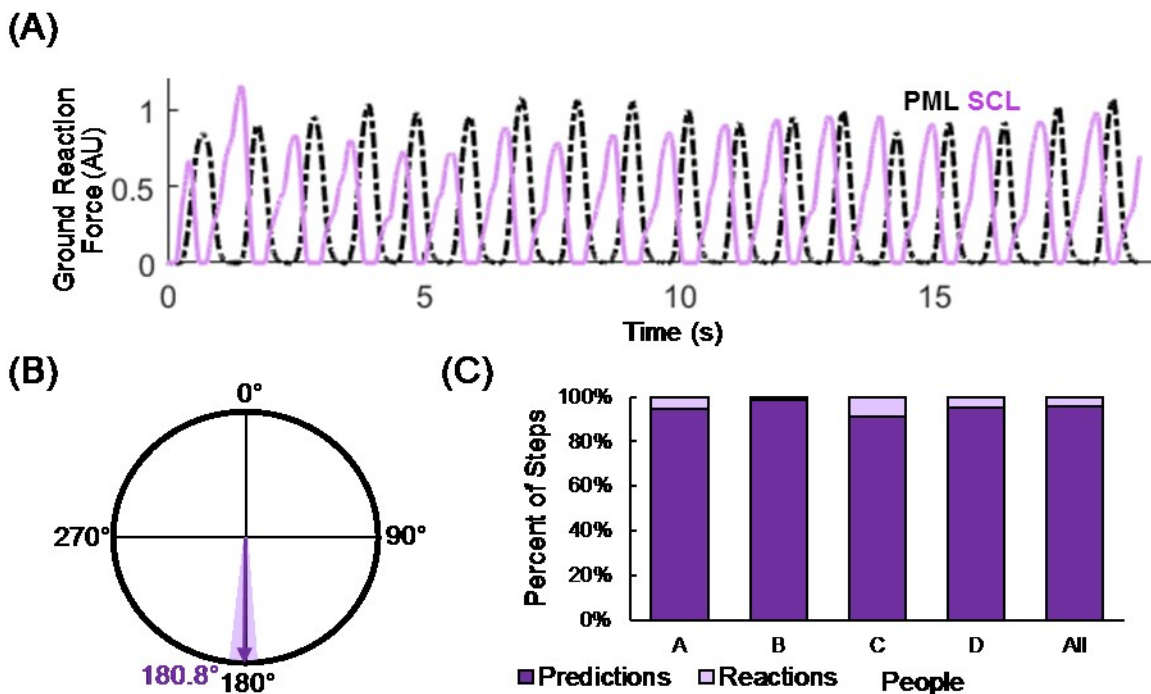 (A)
Ground Reaction
Force (AU)
1
0.5
0
PML SCL
0
5
10
15
Time (s)
(B)
0°
270°
90°
180.8°
180°
(C)
Percent of Steps
100%
80%
60%
40%
20%
0%
A
B
C
D
All
Predictions
Reactions
People